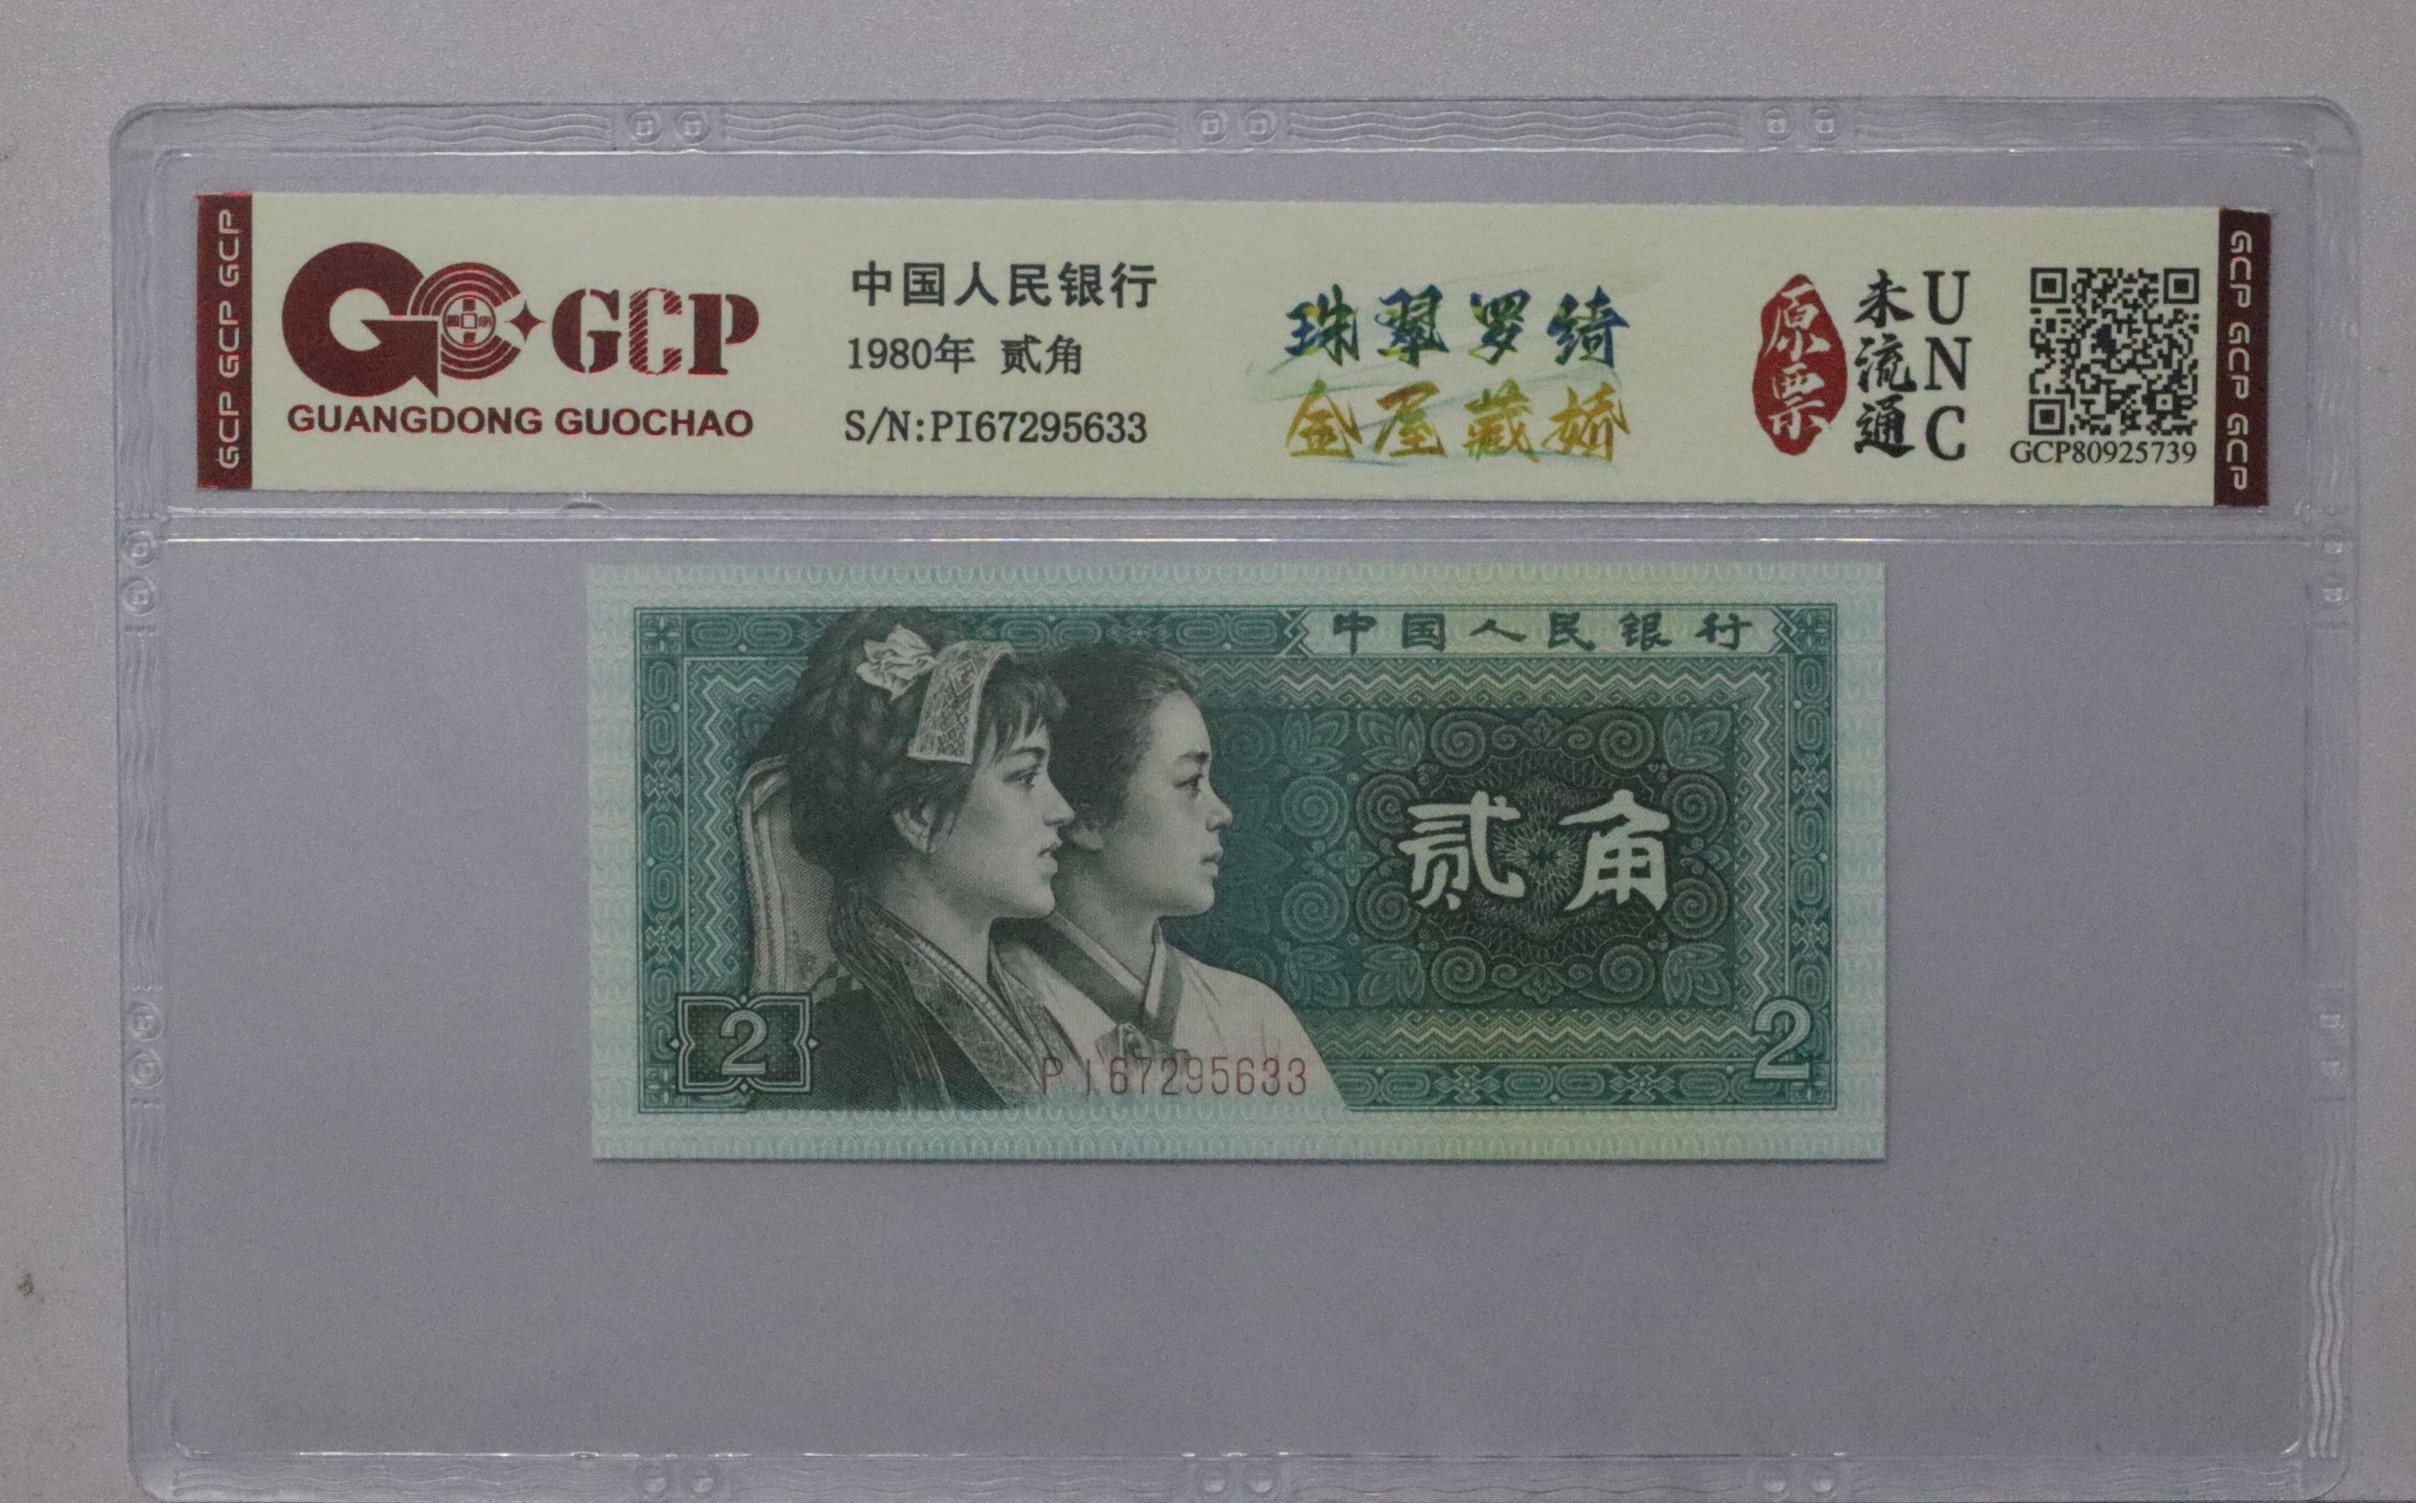 GCP GCP GCP
GCP
GUANGDONG GUOCHAO
中国人民银行
1980年 贰角
S/N:PI67295633
珠翠罗绮
金屋藏娇
原票
未流通
UNC
GCP80925739
GCP GCP GCP
中国人民银行
贰角
2
2
PI67295633